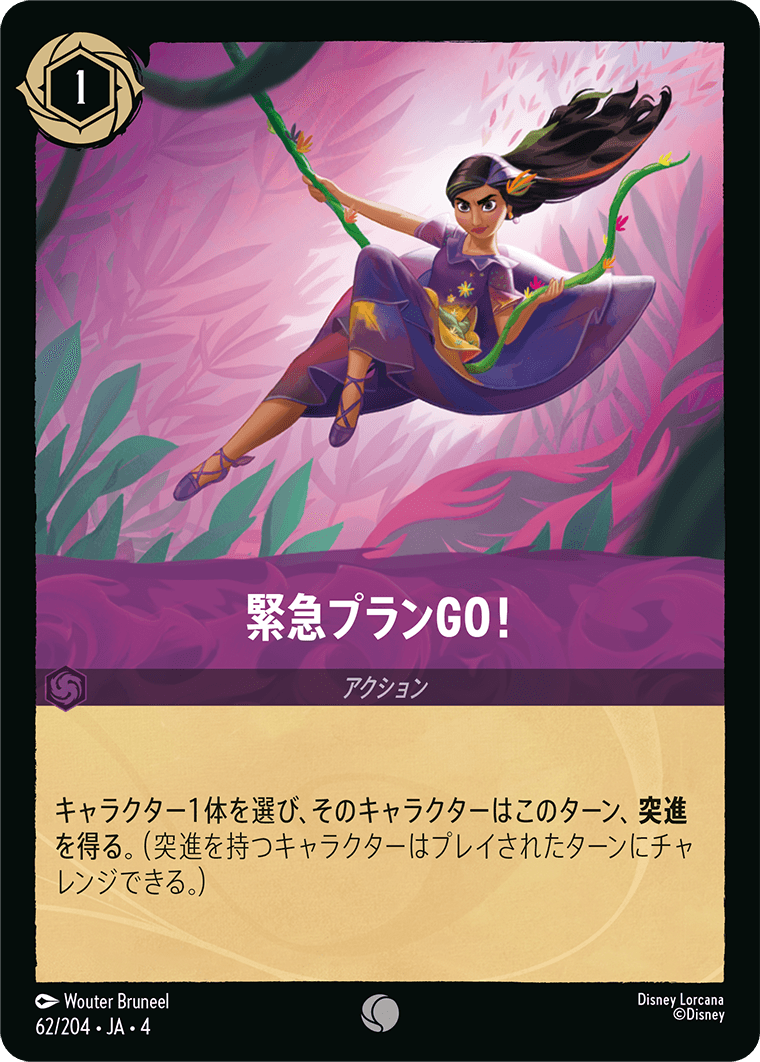 1
緊急プランGO!
アクション
キャラクター1体を選び、そのキャラクターはこのターン、突進
を得る。(突進を持つキャラクターはプレイされたターンにチャ
レンジできる。)
Wouter Bruneel
Disney Lorcana
62/204 • JA • 4
©Disney